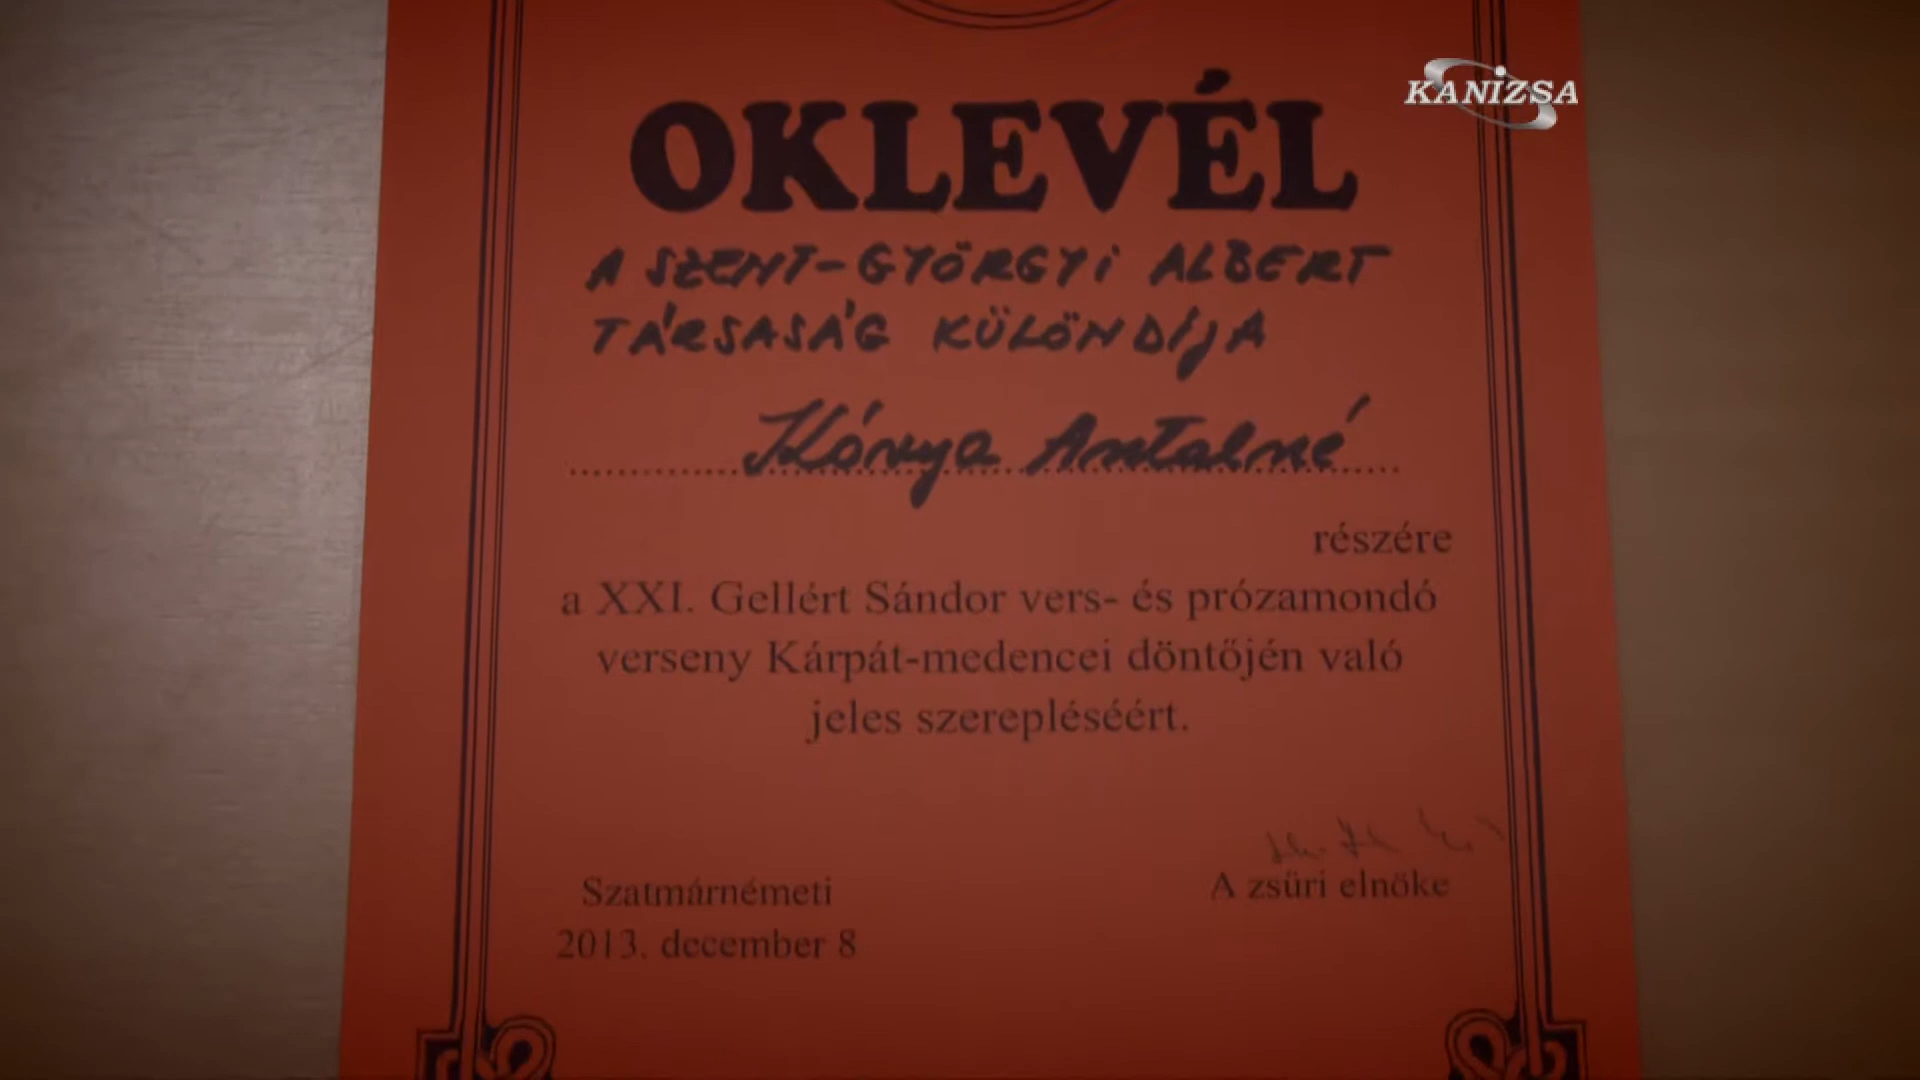 KANIZSA
OKLEVÉL
A SZENT-GYÖRGYi ALBERT
TÁRSASÁG KÜLÖNDÍJA
Kónya Antalné
részére
a XXI. Gellért Sándor vers- és prózamondó
verseny Kárpát-medencei döntőjén való
jeles szerepléséért.
A zsüri elnöke
Szatmárnémeti
2013. december 8